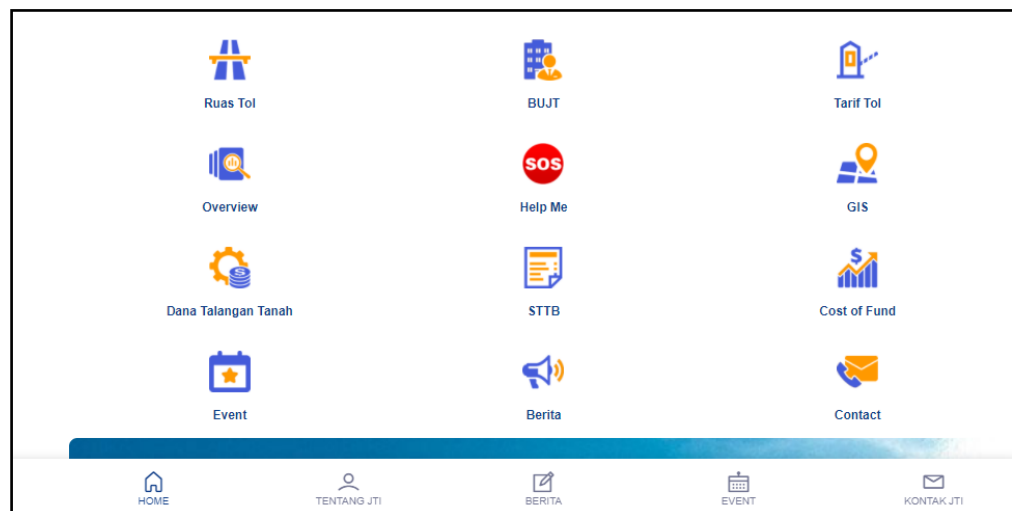 Ruas Tol
BUJT
Tarif Tol
Overview
SOS
Help Me
GIS
Dana Talangan Tanah
STTB
$
Cost of Fund
Event
Berita
Contact
HOME
TENTANG JTI
BERITA
EVENT
KONTAK JTI